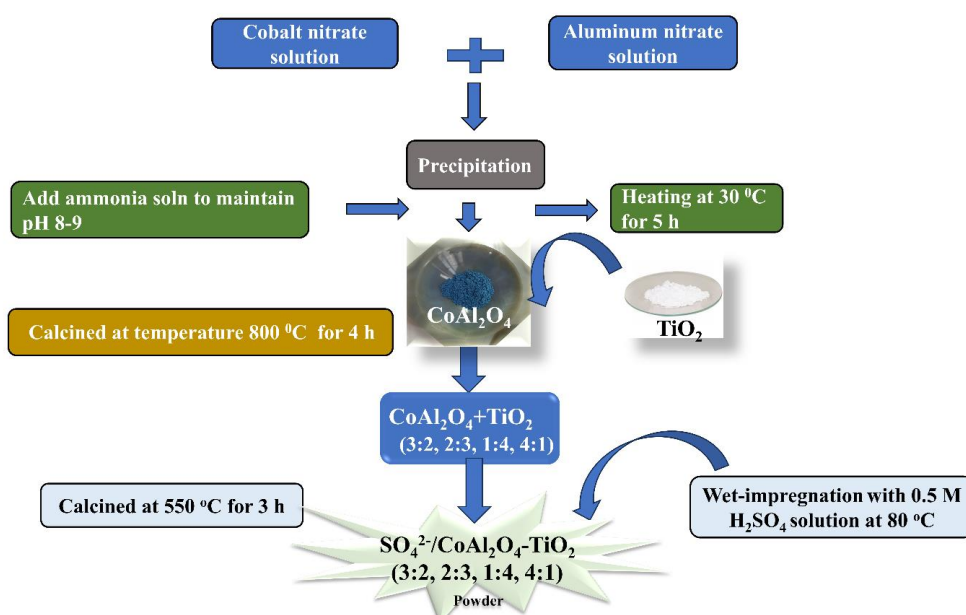 Cobalt nitrate
solution
Aluminum nitrate
solution
Precipitation
Add ammonia soln to maintain
pH 8-9
Heating at 30 ⁰C
for 5 h
CoAl₂O₄
TiO₂
Calcined at temperature 800 ⁰C for 4 h
CoAl₂O₄+TiO₂
(3:2, 2:3, 1:4, 4:1)
Calcined at 550 ᵒC for 3 h
Wet-impregnation with 0.5 M
H₂SO₄ solution at 80 ᵒC
SO₄²⁻/CoAl₂O₄-TiO₂
(3:2, 2:3, 1:4, 4:1)
Powder